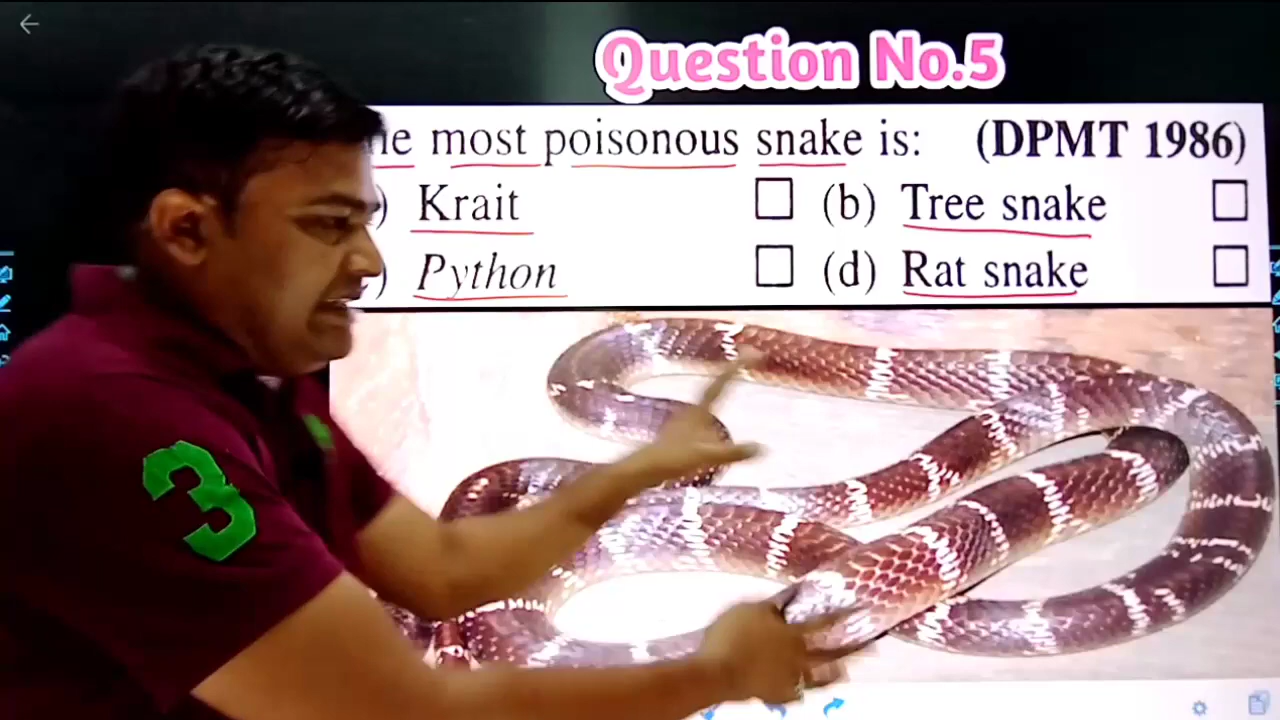 Question No.5
most poisonous snake is: (DPMT 1986)
Krait (b) Tree snake
Python (d) Rat snake
3